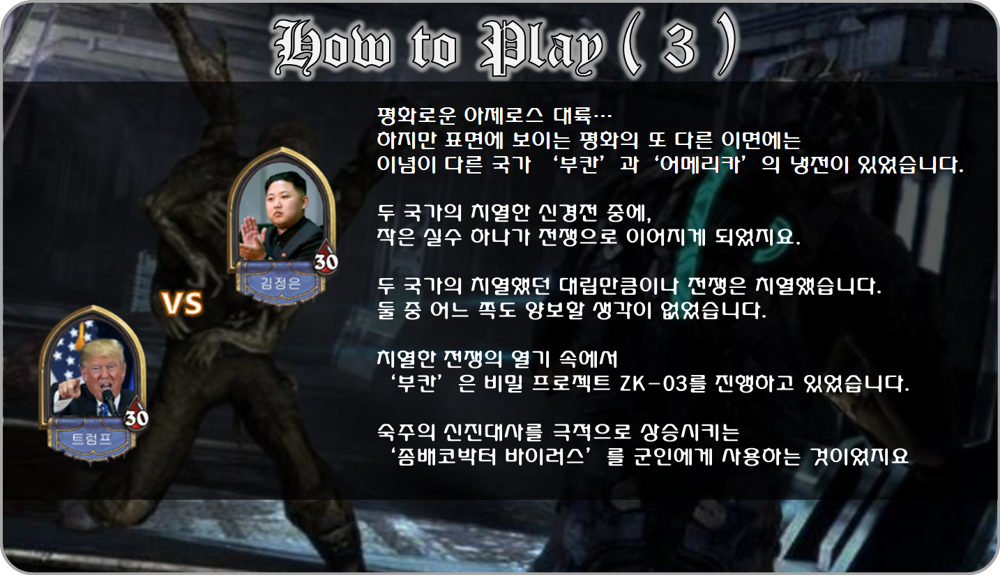 How to Play ( 3 )
평화로운 아제로스 대륙…
하지만 표면에 보이는 평화의 또 다른 이면에는
이념이 다른 국가 ‘부칸’과 ‘어메리카’의 냉전이 있었습니다.
두 국가의 치열한 신경전 중에,
작은 실수 하나가 전쟁으로 이어지게 되었지요.
두 국가의 치열했던 대립만큼이나 전쟁은 치열했습니다.
둘 중 어느 쪽도 양보할 생각이 없었습니다.
치열한 전쟁의 열기 속에서
‘부칸’은 비밀 프로젝트 ZK-03를 진행하고 있었습니다.
숙주의 신진대사를 극적으로 상승시키는
‘좀배코박터 바이러스’를 군인에게 사용하는 것이었지요
30
김정은
VS
30
트럼프